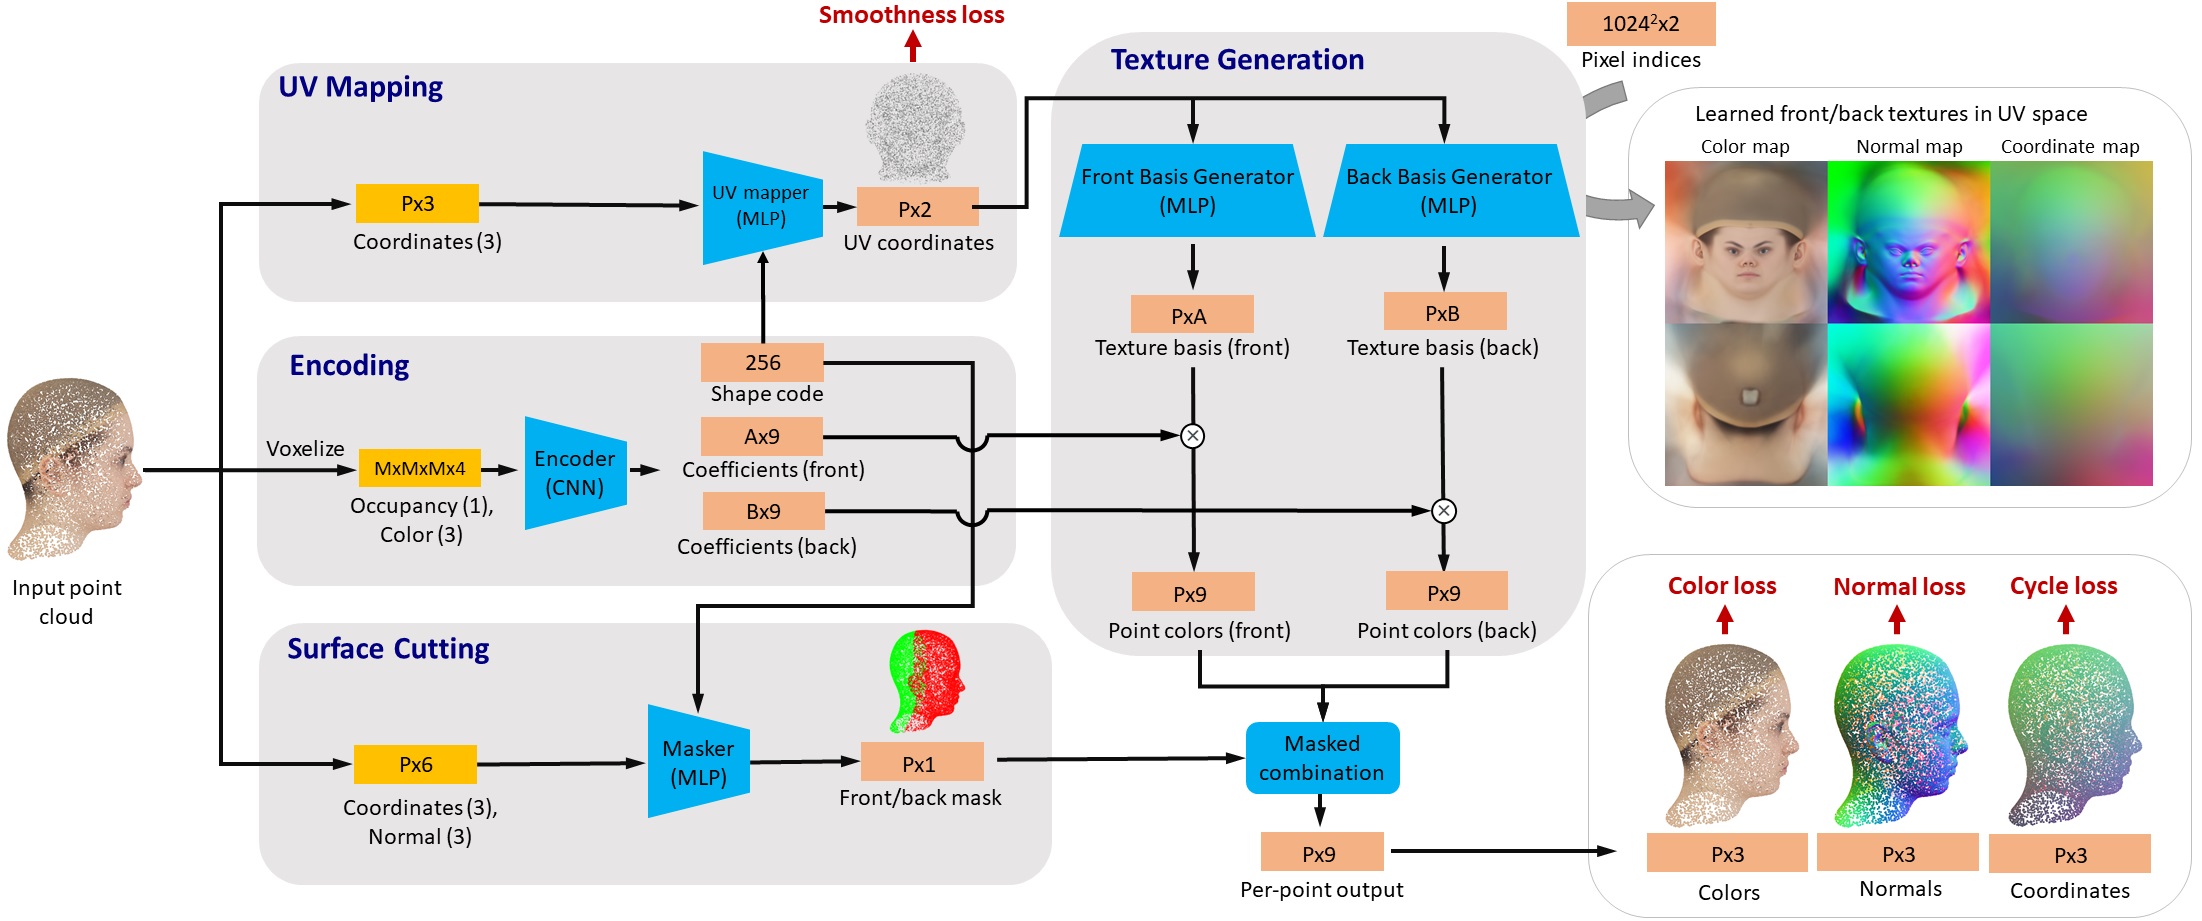 Smoothness loss
UV Mapping
Px3
Coordinates (3)
UV mapper
(MLP)
Px2
UV coordinates
Encoding
Voxelize
MxMxMx4
Occupancy (1),
Color (3)
Encoder
(CNN)
256
Shape code
Ax9
Coefficients (front)
Bx9
Coefficients (back)
Input point
cloud
Surface Cutting
Px6
Coordinates (3),
Normal (3)
Masker
(MLP)
Px1
Front/back mask
Texture Generation
Front Basis Generator
(MLP)
Back Basis Generator
(MLP)
PxA
Texture basis (front)
PxB
Texture basis (back)
Px9
Point colors (front)
Px9
Point colors (back)
Masked
combination
Px9
Per-point output
1024²x2
Pixel indices
Learned front/back textures in UV space
Color map
Normal map
Coordinate map
Color loss
Normal loss
Cycle loss
Px3
Colors
Px3
Normals
Px3
Coordinates